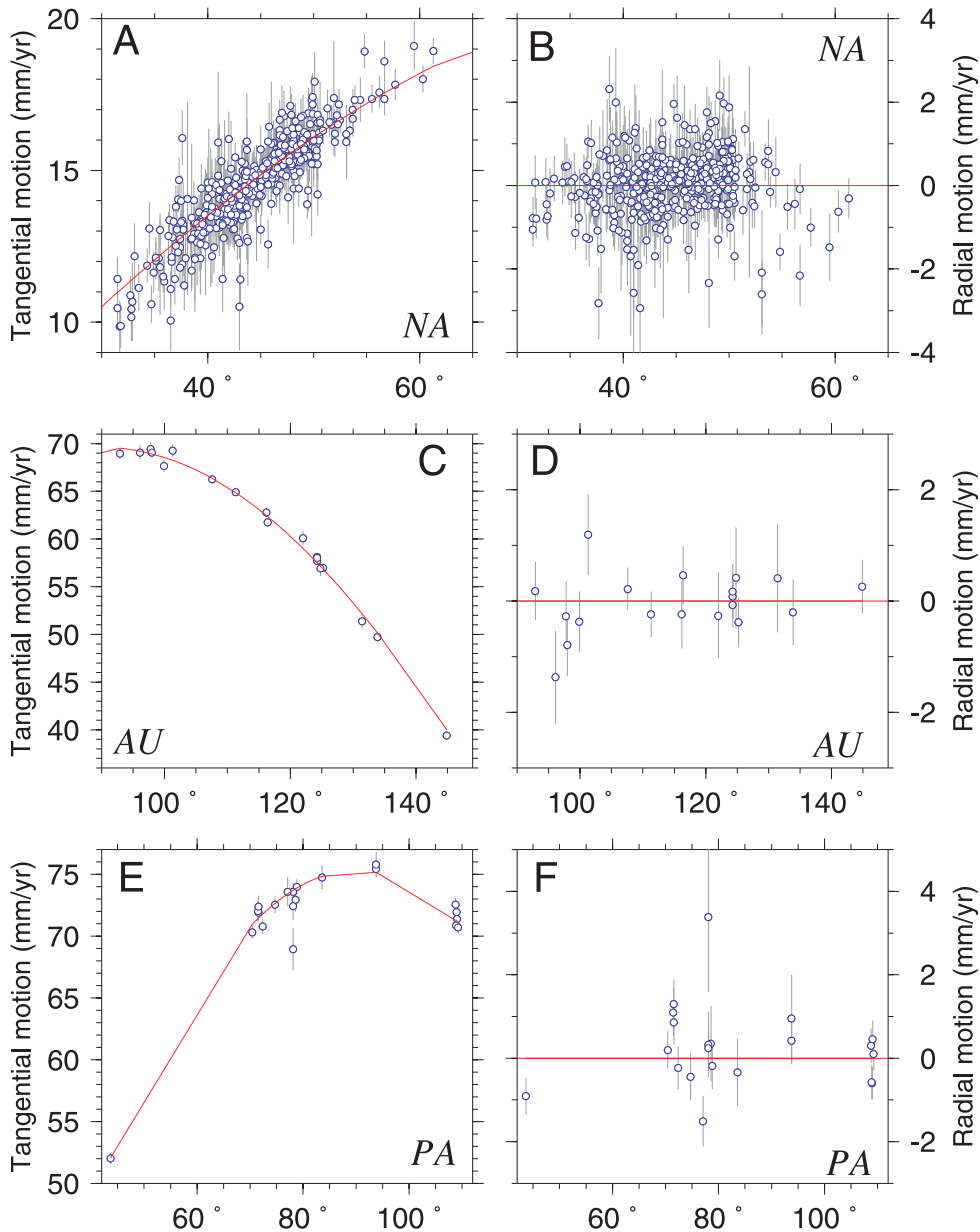 A
NA
Tangential motion (mm/yr)
20
15
10
40° 60°
B
NA
Radial motion (mm/yr)
4
2
0
-2
-4
40° 60°
C
AU
Tangential motion (mm/yr)
70
65
60
55
50
45
40
100° 120° 140°
D
AU
Radial motion (mm/yr)
2
0
-2
100° 120° 140°
E
PA
Tangential motion (mm/yr)
75
70
65
60
55
50
60° 80° 100°
F
PA
Radial motion (mm/yr)
4
2
0
-2
60° 80° 100°